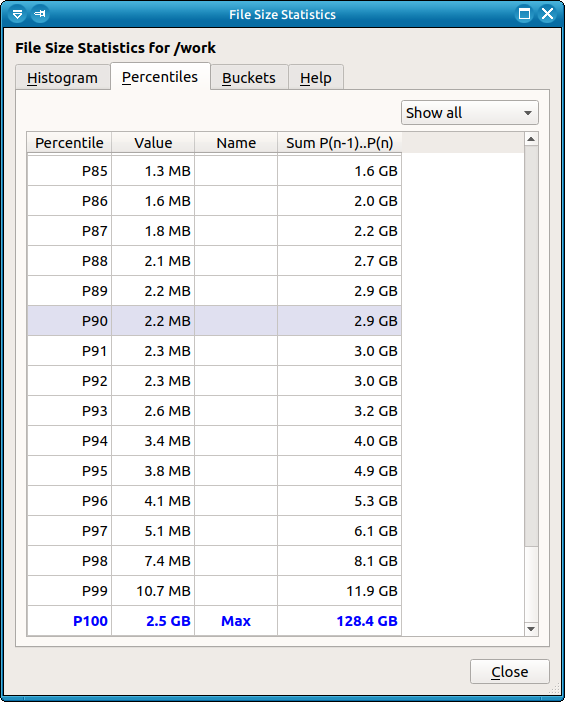 File Size Statistics
File Size Statistics for /work
Histogram Percentiles Buckets Help
Show all
Percentile Value Name Sum P(n-1)..P(n)
P85 1.3 MB 1.6 GB
P86 1.6 MB 2.0 GB
P87 1.8 MB 2.2 GB
P88 2.1 MB 2.7 GB
P89 2.2 MB 2.9 GB
P90 2.2 MB 2.9 GB
P91 2.3 MB 3.0 GB
P92 2.3 MB 3.0 GB
P93 2.6 MB 3.2 GB
P94 3.4 MB 4.0 GB
P95 3.8 MB 4.9 GB
P96 4.1 MB 5.3 GB
P97 5.1 MB 6.1 GB
P98 7.4 MB 8.1 GB
P99 10.7 MB 11.9 GB
P100 2.5 GB Max 128.4 GB
Close